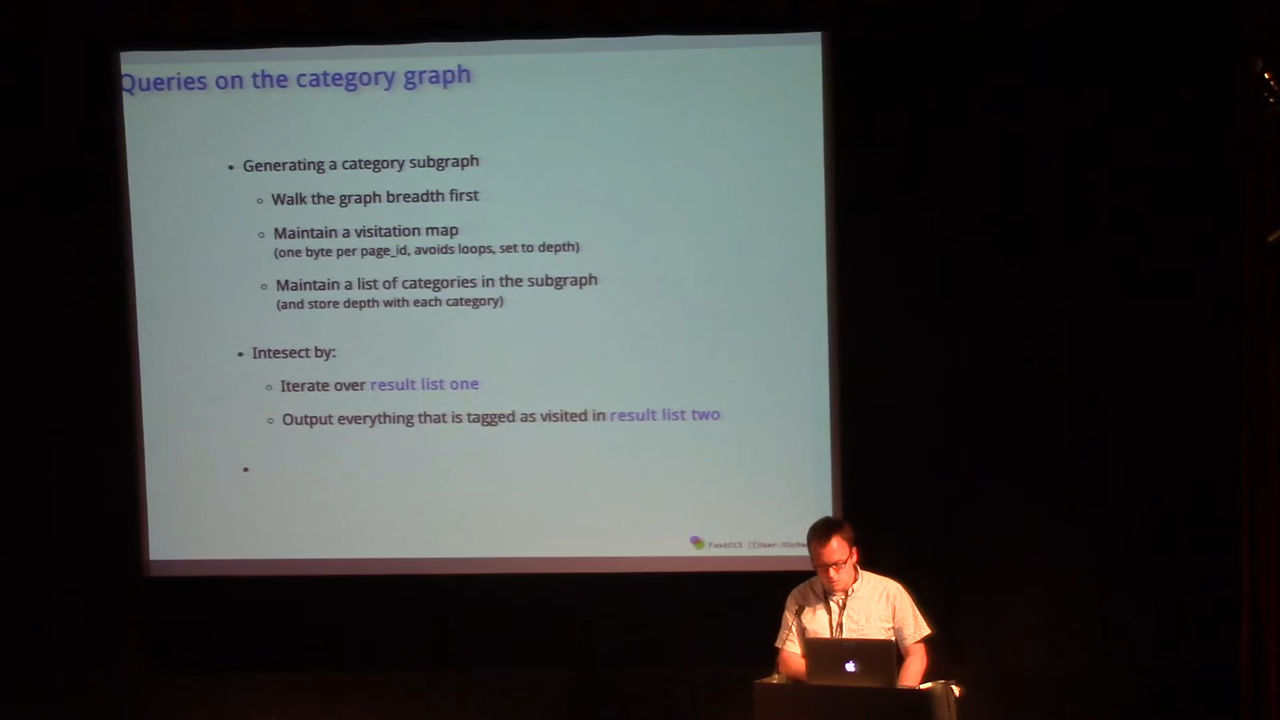 Queries on the category graph
• Generating a category subgraph
◦ Walk the graph breadth first
◦ Maintain a visitation map
(one byte per page_id, avoids loops, set to depth)
◦ Maintain a list of categories in the subgraph
(and store depth with each category)
• Intesect by:
◦ Iterate over result list one
◦ Output everything that is tagged as visited in result list two
•
FastCCI